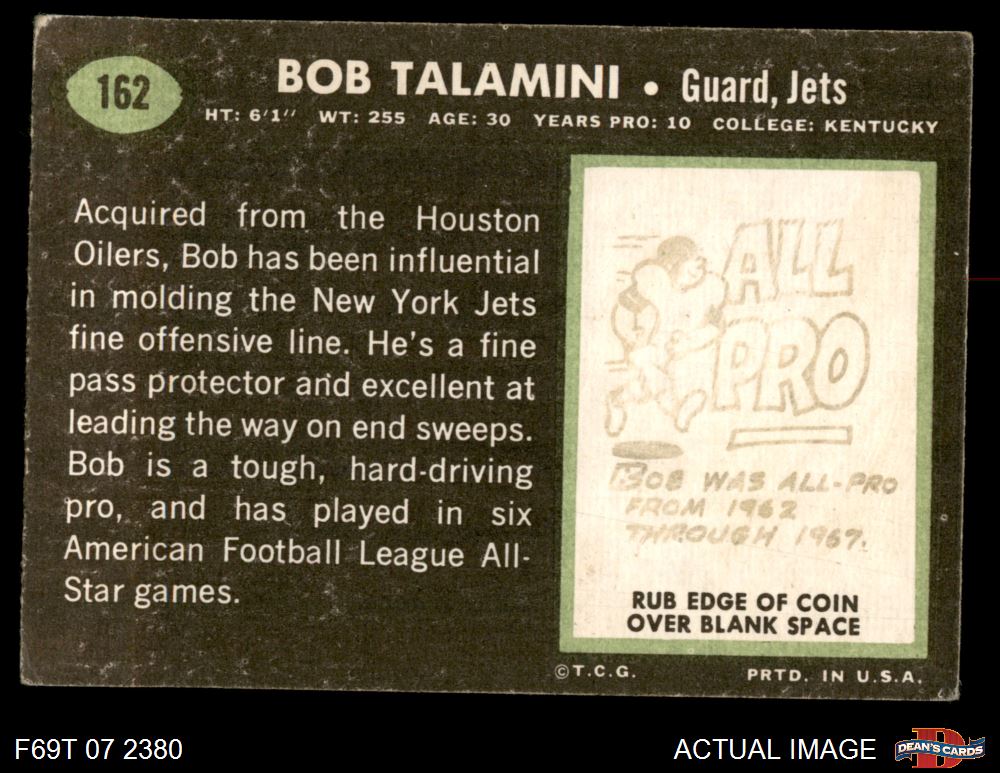 162
BOB TALAMINI • Guard, Jets
HT: 6'1" WT: 255 AGE: 30 YEARS PRO: 10 COLLEGE: KENTUCKY
Acquired from the Houston
Oilers, Bob has been influential
in molding the New York Jets
fine offensive line. He's a fine
pass protector and excellent at
leading the way on end sweeps.
Bob is a tough, hard-driving
pro, and has played in six
American Football League All-
Star games.
ALL
PRO
BOB WAS ALL-PRO
FROM 1962
THROUGH 1967.
RUB EDGE OF COIN
OVER BLANK SPACE
©T.C.G. PRTD. IN U.S.A.
F69T 07 2380 ACTUAL IMAGE D DEAN'S CARDS